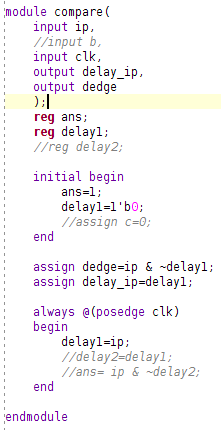 module compare(
    input ip,
    //input b,
    input clk,
    output delay_ip,
    output dedge
    );
    reg ans;
    reg delay1;
    //reg delay2;

    initial begin
        ans=1;
        delay1=1'b0;
        //assign c=0;
    end

    assign dedge=ip & ~delay1;
    assign delay_ip=delay1;

    always @(posedge clk)
    begin
        delay1=ip;
        //delay2=delay1;
        //ans= ip & ~delay2;
    end

endmodule